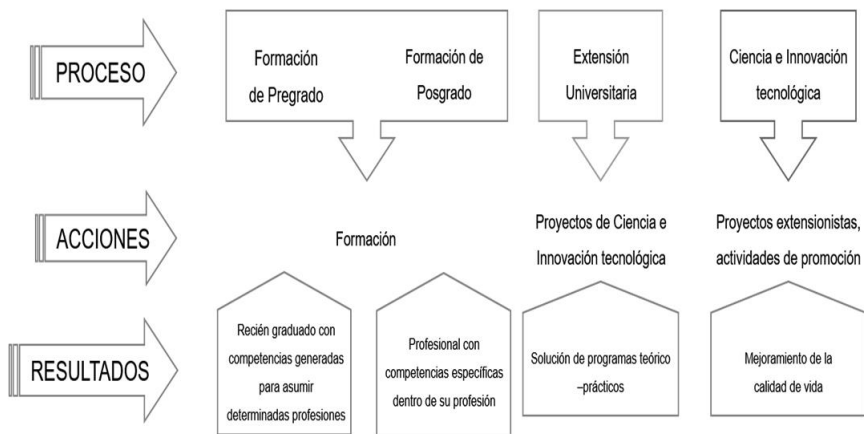 PROCESO
Formación
de Pregrado
Formación de
Posgrado
Extensión
Universitaria
Ciencia e Innovación
tecnológica
ACCIONES
Formación
Proyectos de Ciencia e
Innovación tecnológica
Proyectos extensionistas,
actividades de promoción
RESULTADOS
Recién graduado con
competencias generadas
para asumir
determinadas profesiones
Profesional con
competencias específicas
dentro de su profesión
Solución de programas teórico
–prácticos
Mejoramiento de la
calidad de vida